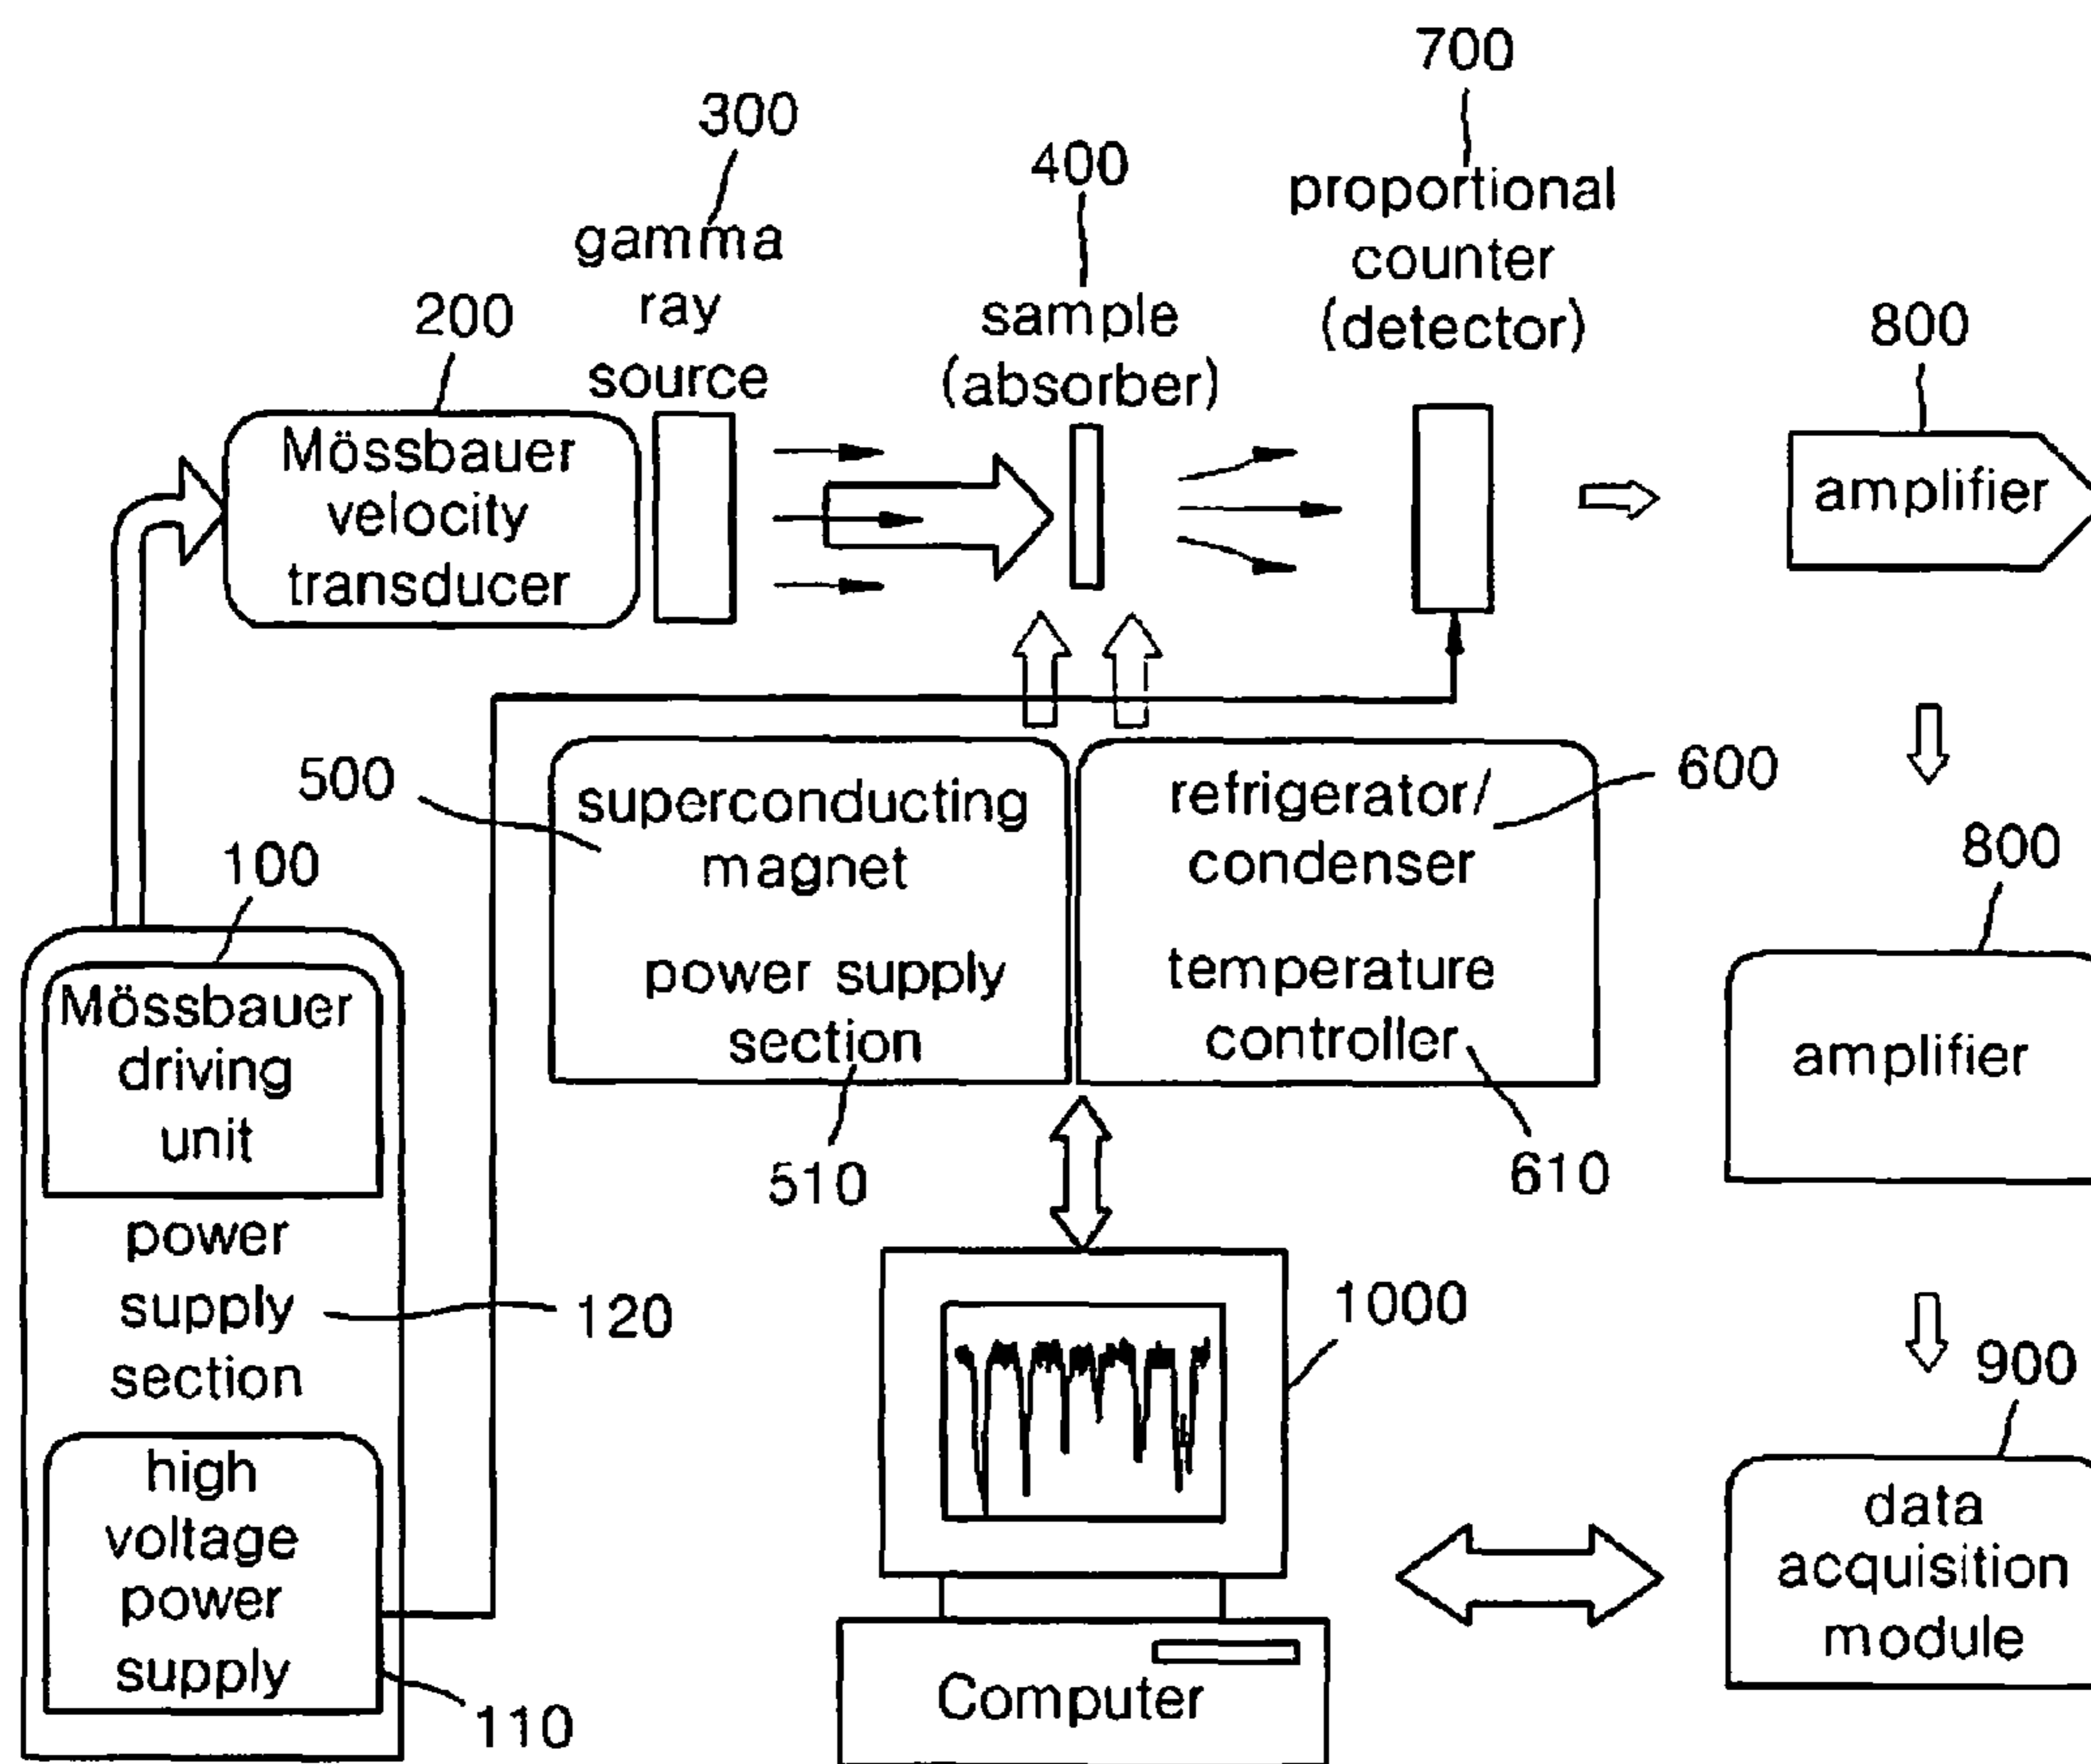 700
300
400
proportional
counter
(detector)
gamma
ray
source
200
sample
(absorber)
800
Mössbauer
velocity
transducer
amplifier
500
superconducting
magnet
power supply
section
510
refrigerator/
condenser
temperature
controller
600
610
100
Mössbauer
driving
unit
power
supply
section
120
high
voltage
power
supply
110
800
amplifier
1000
Computer
900
data
acquisition
module